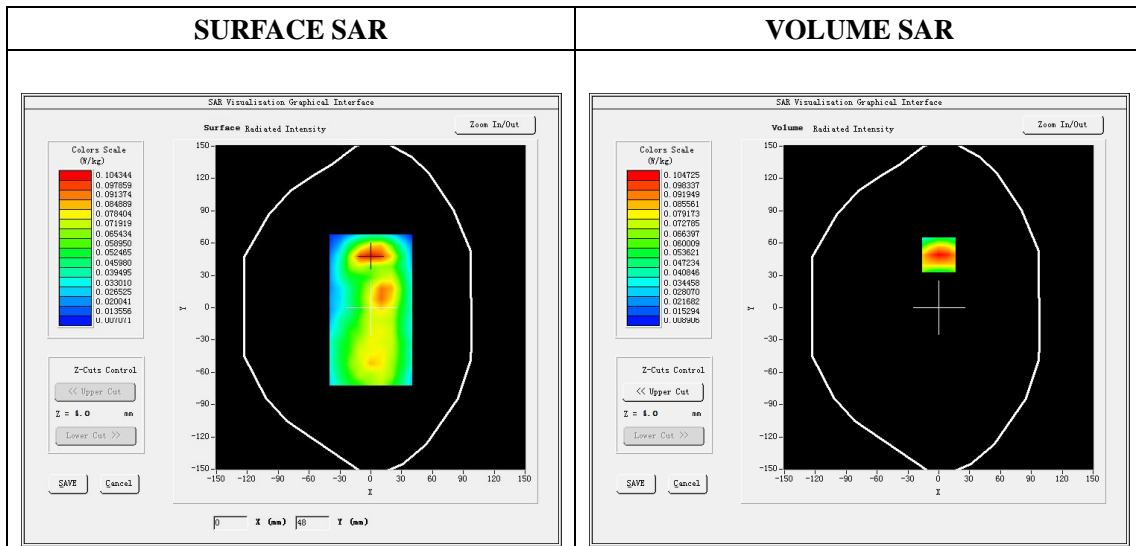 SURFACE SAR
VOLUME SAR
SAR Visualisation Graphical Interface
Surface Radiated Intensity
Zoom In/Out
Colors Scale
(W/kg)
0.104344
0.097859
0.091374
0.084889
0.078404
0.071919
0.065434
0.058950
0.052465
0.045980
0.039495
0.033010
0.026525
0.020041
0.013556
0.007071
Z-Cuts Control
<< Upper Cut
Z = 4.0 mm
Lower Cut >>
SAVE Cancel
150
120
90
60
30
0
-30
-60
-90
-120
-150
Y
-150 -120 -90 -60 -30 0 30 60 90 120 150
X
0 X (mm) 48 Y (mm)
SAR Visualisation Graphical Interface
Volume Radiated Intensity
Zoom In/Out
Colors Scale
(W/kg)
0.104725
0.098337
0.091949
0.085561
0.079173
0.072785
0.066397
0.060009
0.053621
0.047234
0.040846
0.034458
0.028070
0.021682
0.015294
0.008906
Z-Cuts Control
<< Upper Cut
Z = 4.0 mm
Lower Cut >>
SAVE Cancel
150
120
90
60
30
0
-30
-60
-90
-120
-150
Y
-150 -120 -90 -60 -30 0 30 60 90 120 150
X